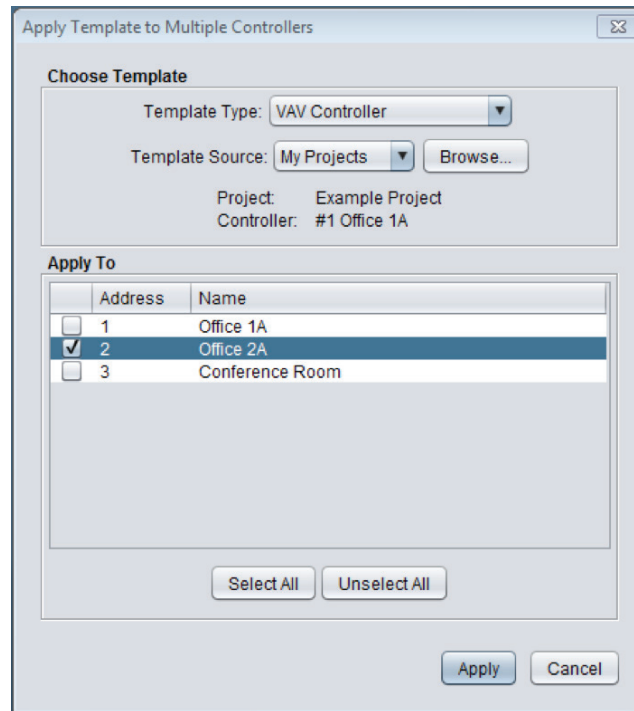 Apply Template to Multiple Controllers
Choose Template
Template Type: VAV Controller
Template Source: My Projects Browse...
Project: Example Project
Controller: #1 Office 1A
Apply To
Address Name
1 Office 1A
2 Office 2A
3 Conference Room
Select All Unselect All
Apply Cancel